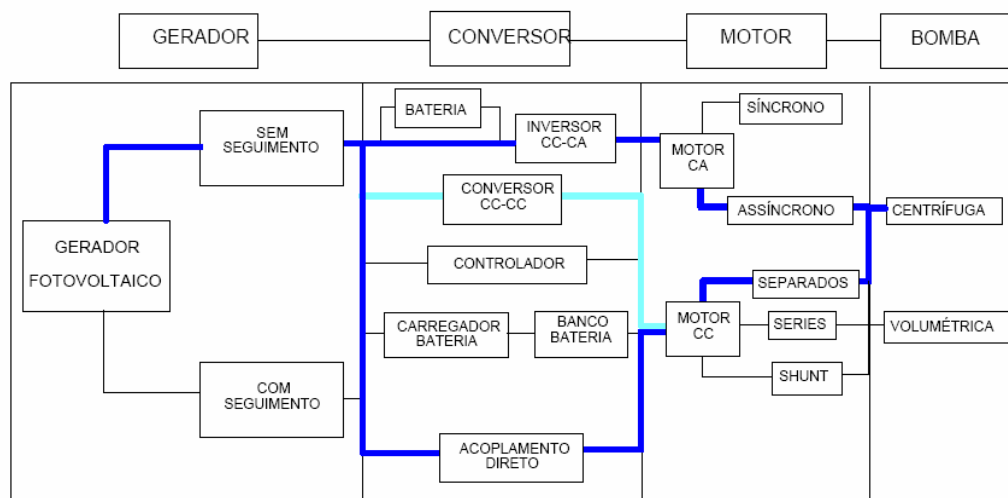 GERADOR
CONVERSOR
MOTOR
BOMBA
BATERIA
SÍNCRONO
SEM
SEGUIMENTO
INVERSOR
CC-CA
MOTOR
CA
CONVERSOR
CC-CC
ASSÍNCRONO
CENTRÍFUGA
GERADOR
FOTOVOLTAICO
CONTROLADOR
SEPARADOS
CARREGADOR
BATERIA
BANCO
BATERIA
MOTOR
CC
SERIES
VOLUMÉTRICA
SHUNT
COM
SEGUIMENTO
ACOPLAMENTO
DIRETO